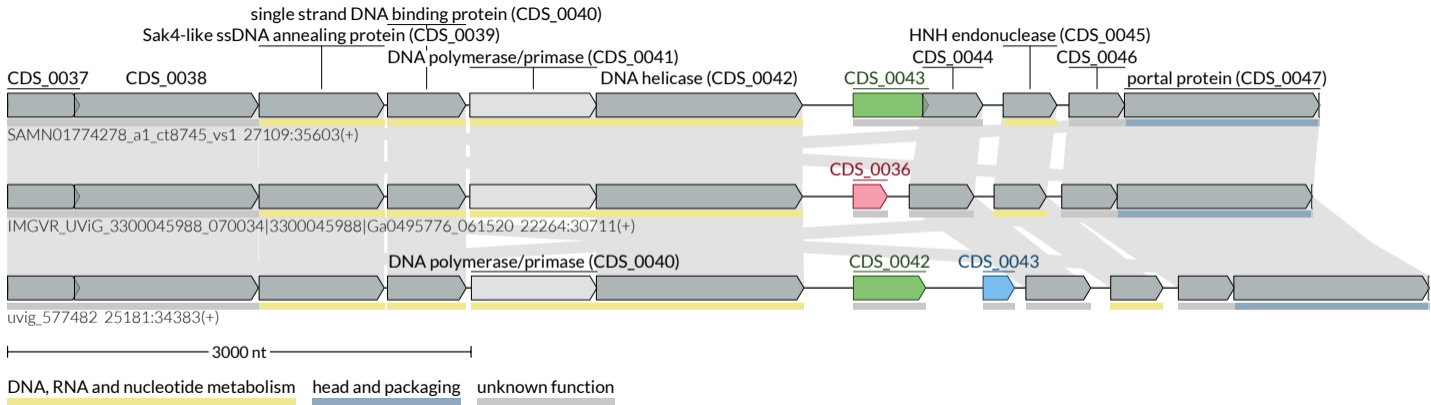 single strand DNA binding protein (CDS_0040)
Sak4-like ssDNA annealing protein (CDS_0039)
HNH endonuclease (CDS_0045)
DNA polymerase/primase (CDS_0041)
CDS_0044
CDS_0046
CDS_0037
CDS_0038
DNA helicase (CDS_0042)
CDS_0043
portal protein (CDS_0047)
SAMN01774278_a1_ct8745_vs1 27109:35603(+)
CDS_0036
IMGVR_UViG_3300045988_070034|3300045988|Ga0495776_061520 22264:30711(+)
DNA polymerase/primase (CDS_0040)
CDS_0042
CDS_0043
uvig_577482 25181:34383(+)
3000 nt
DNA, RNA and nucleotide metabolism
head and packaging
unknown function